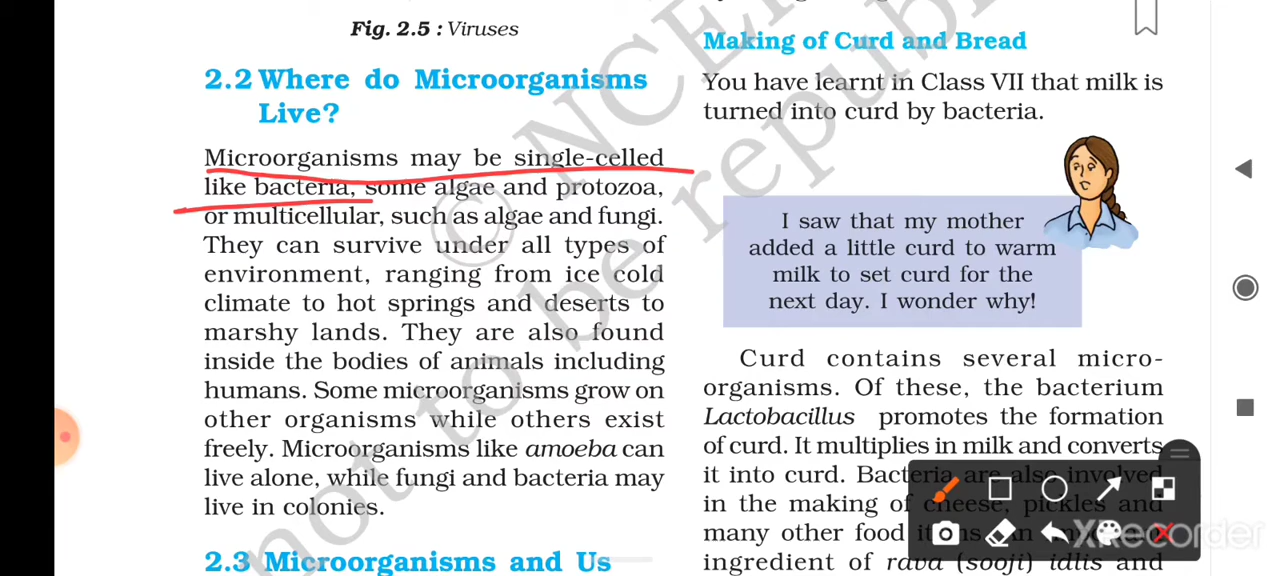 Fig. 2.5 : Viruses
2.2 Where do Microorganisms
Live?
Microorganisms may be single-celled
like bacteria, some algae and protozoa,
or multicellular, such as algae and fungi.
They can survive under all types of
environment, ranging from ice cold
climate to hot springs and deserts to
marshy lands. They are also found
inside the bodies of animals including
humans. Some microorganisms grow on
other organisms while others exist
freely. Microorganisms like amoeba can
live alone, while fungi and bacteria may
live in colonies.
2.3 Microorganisms and Us
Making of Curd and Bread
You have learnt in Class VII that milk is
turned into curd by bacteria.
I saw that my mother
added a little curd to warm
milk to set curd for the
next day. I wonder why!
Curd contains several micro-
organisms. Of these, the bacterium
Lactobacillus promotes the formation
of curd. It multiplies in milk and converts
it into curd. Bacteria are also involved
in the making of cheese, pickles and
many other food
ingredient of rava (sooji) idlis and
© NCE
not to be republi
XRecorder